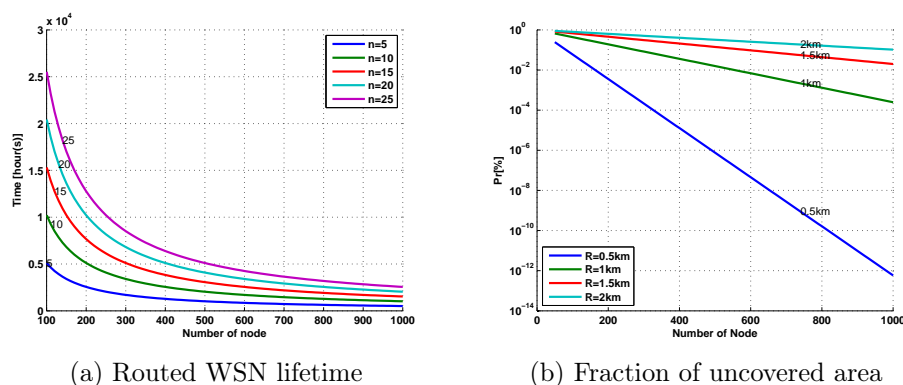 x 10⁴
3
2.5
2
1.5
1
0.5
0
Time [hour(s)]
100 200 300 400 500 600 700 800 900 1000
Number of node
n=5
n=10
n=15
n=20
n=25
25
20
15
10
5
(a) Routed WSN lifetime
10⁰
10⁻²
10⁻⁴
10⁻⁶
10⁻⁸
10⁻¹⁰
10⁻¹²
10⁻¹⁴
Pr[%]
0 200 400 600 800 1000
Number of Node
2km
1.5km
1km
0.5km
R=0.5km
R=1km
R=1.5km
R=2km
(b) Fraction of uncovered area